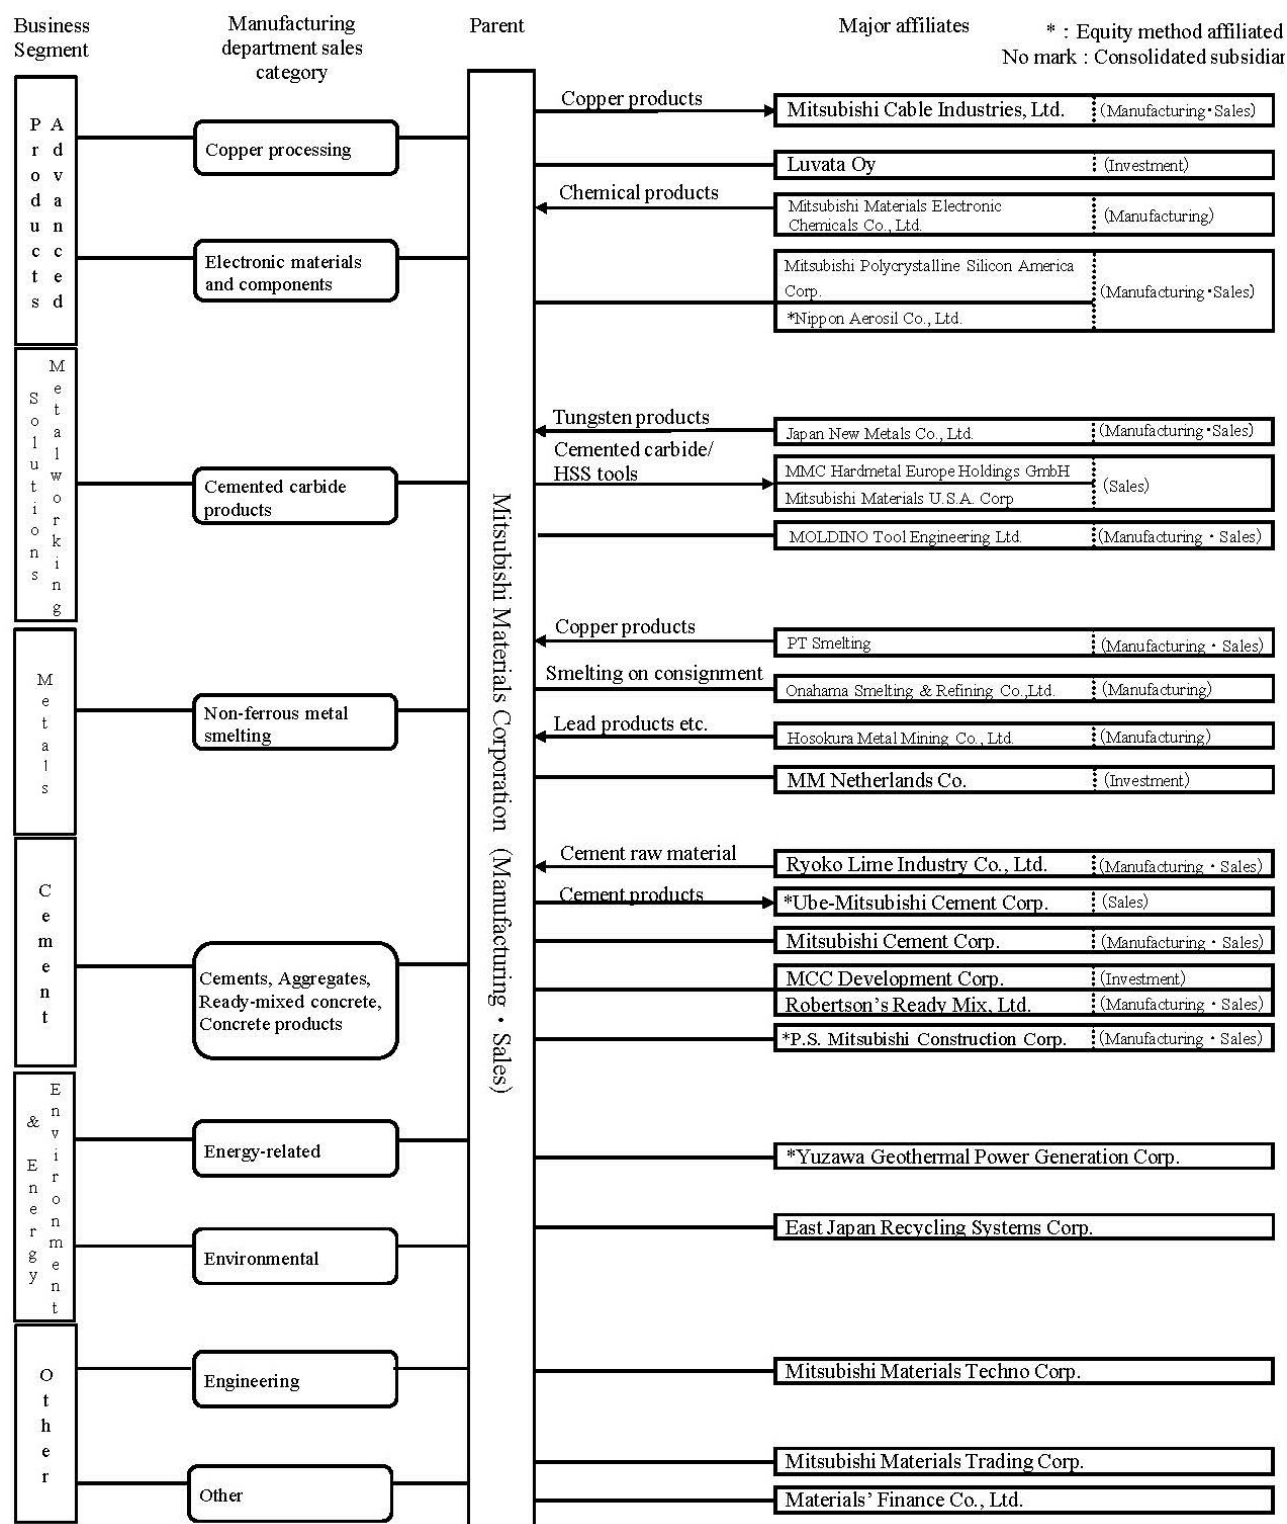 Business
Segment
Manufacturing
department sales
category
Parent
Major affiliates
* : Equity method affiliated
No mark : Consolidated subsidiar
Advanced
Products
Copper processing
Electronic materials
and components
Metalworking
Solutions
Cemented carbide
products
Metals
Non-ferrous metal
smelting
Cement
Cements, Aggregates,
Ready-mixed concrete,
Concrete products
Environment
& Energy
Energy-related
Environmental
Other
Engineering
Other
Mitsubishi Materials Corporation (Manufacturing・Sales)
Copper products
Mitsubishi Cable Industries, Ltd. (Manufacturing・Sales)
Luvata Oy (Investment)
Chemical products
Mitsubishi Materials Electronic
Chemicals Co., Ltd.
(Manufacturing)
Mitsubishi Polycrystalline Silicon America
Corp.
(Manufacturing・Sales)
*Nippon Aerosil Co., Ltd.
Tungsten products
Japan New Metals Co., Ltd. (Manufacturing・Sales)
Cemented carbide/
HSS tools
MMC Hardmetal Europe Holdings GmbH
Mitsubishi Materials U.S.A. Corp
(Sales)
MOLDINO Tool Engineering Ltd. (Manufacturing・Sales)
Copper products
PT Smelting (Manufacturing・Sales)
Smelting on consignment
Onahama Smelting & Refining Co.,Ltd. (Manufacturing)
Lead products etc.
Hosokura Metal Mining Co., Ltd. (Manufacturing)
MM Netherlands Co. (Investment)
Cement raw material
Ryoko Lime Industry Co., Ltd. (Manufacturing・Sales)
Cement products
*Ube-Mitsubishi Cement Corp. (Sales)
Mitsubishi Cement Corp. (Manufacturing・Sales)
MCC Development Corp. (Investment)
Robertson's Ready Mix, Ltd. (Manufacturing・Sales)
*P.S. Mitsubishi Construction Corp. (Manufacturing・Sales)
*Yuzawa Geothermal Power Generation Corp.
East Japan Recycling Systems Corp.
Mitsubishi Materials Techno Corp.
Mitsubishi Materials Trading Corp.
Materials' Finance Co., Ltd.